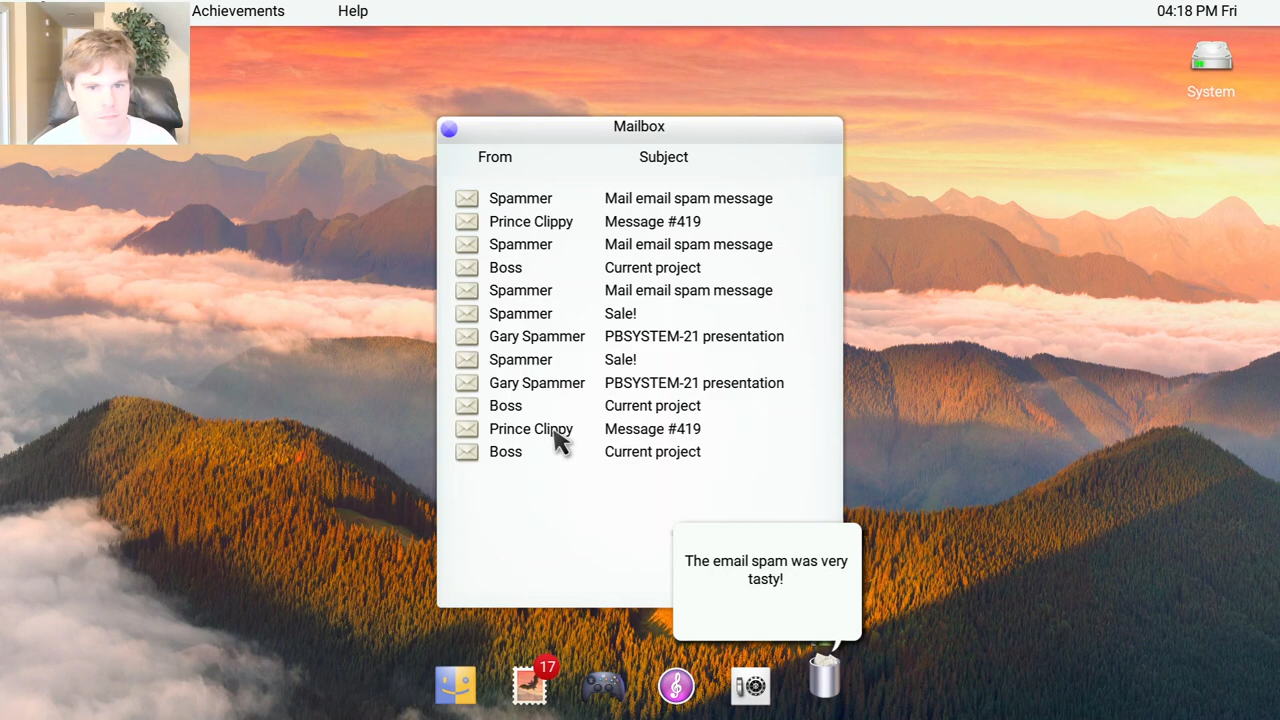 Achievements Help 04:18 PM Fri
System
Mailbox
From Subject
Spammer Mail email spam message
Prince Clippy Message #419
Spammer Mail email spam message
Boss Current project
Spammer Mail email spam message
Spammer Sale!
Gary Spammer PBSYSTEM-21 presentation
Spammer Sale!
Gary Spammer PBSYSTEM-21 presentation
Boss Current project
Prince Clippy Message #419
Boss Current project
The email spam was very
tasty!
17